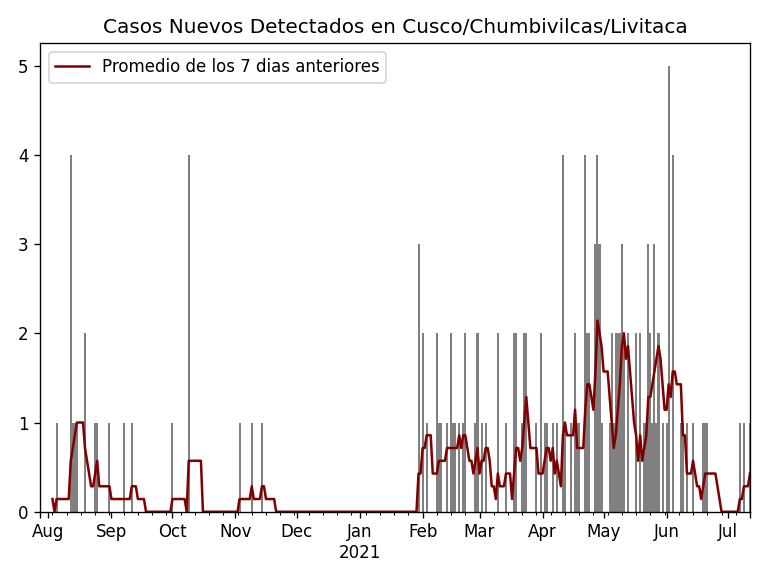 Casos Nuevos Detectados en Cusco/Chumbivilcas/Livitaca
Promedio de los 7 dias anteriores
5
4
3
2
1
0
Aug Sep Oct Nov Dec Jan Feb Mar Apr May Jun Jul
2021